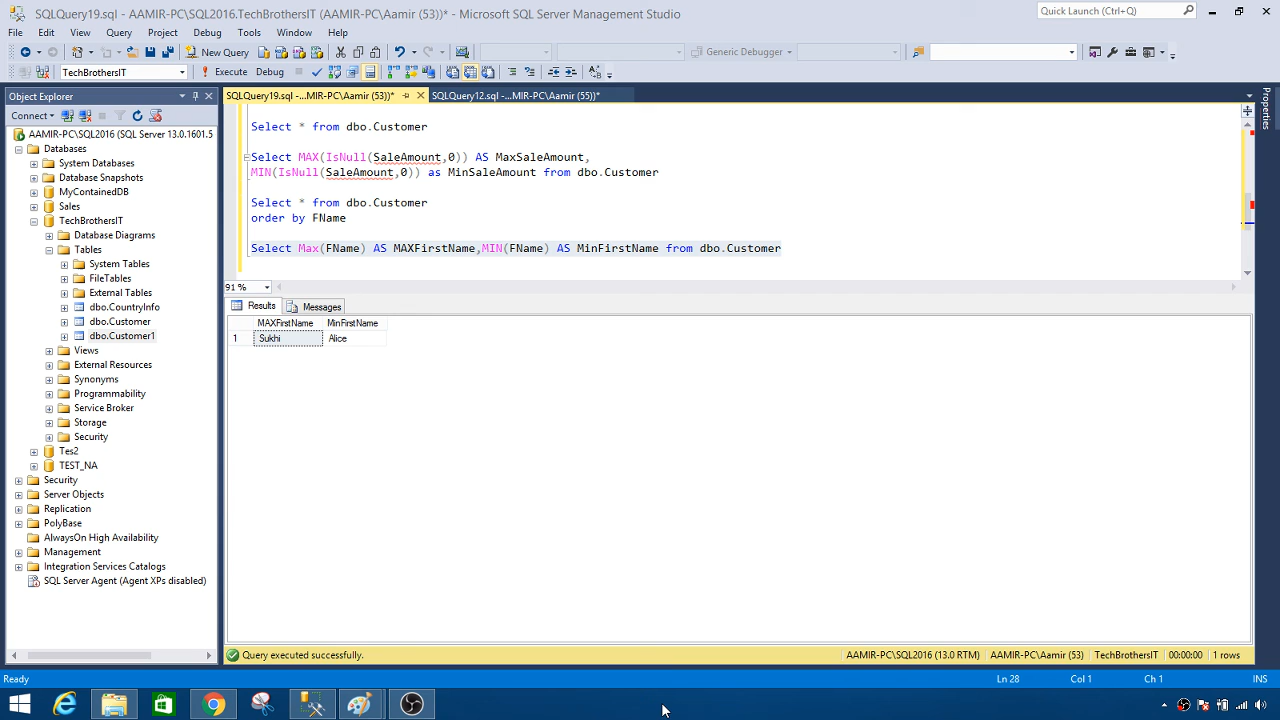 SQLQuery19.sql - AAMIR-PC\SQL2016.TechBrothersIT (AAMIR-PC\Aamir (53))* - Microsoft SQL Server Management Studio
Quick Launch (Ctrl+Q)
File Edit View Query Project Debug Tools Window Help
New Query Generic Debugger
TechBrothersIT Execute Debug
Object Explorer
SQLQuery19.sql -...MIR-PC\Aamir (53))* SQLQuery12.sql -...MIR-PC\Aamir (55))*
Properties
Connect
AAMIR-PC\SQL2016 (SQL Server 13.0.1601.5
Databases
System Databases
Database Snapshots
MyContainedDB
Sales
TechBrothersIT
Database Diagrams
Tables
System Tables
FileTables
External Tables
dbo.CountryInfo
dbo.Customer
dbo.Customer1
Views
External Resources
Synonyms
Programmability
Service Broker
Storage
Security
Tes2
TEST_NA
Security
Server Objects
Replication
PolyBase
AlwaysOn High Availability
Management
Integration Services Catalogs
SQL Server Agent (Agent XPs disabled)
Select * from dbo.Customer
Select MAX(IsNull(SaleAmount,0)) AS MaxSaleAmount,
MIN(IsNull(SaleAmount,0)) as MinSaleAmount from dbo.Customer
Select * from dbo.Customer
order by FName
Select Max(FName) AS MAXFirstName,MIN(FName) AS MinFirstName from dbo.Customer
91 %
Results Messages
MAXFirstName MinFirstName
1 Sukhi Alice
Query executed successfully. AAMIR-PC\SQL2016 (13.0 RTM) AAMIR-PC\Aamir (53) TechBrothersIT 00:00:00 1 rows
Ready Ln 28 Col 1 Ch 1 INS